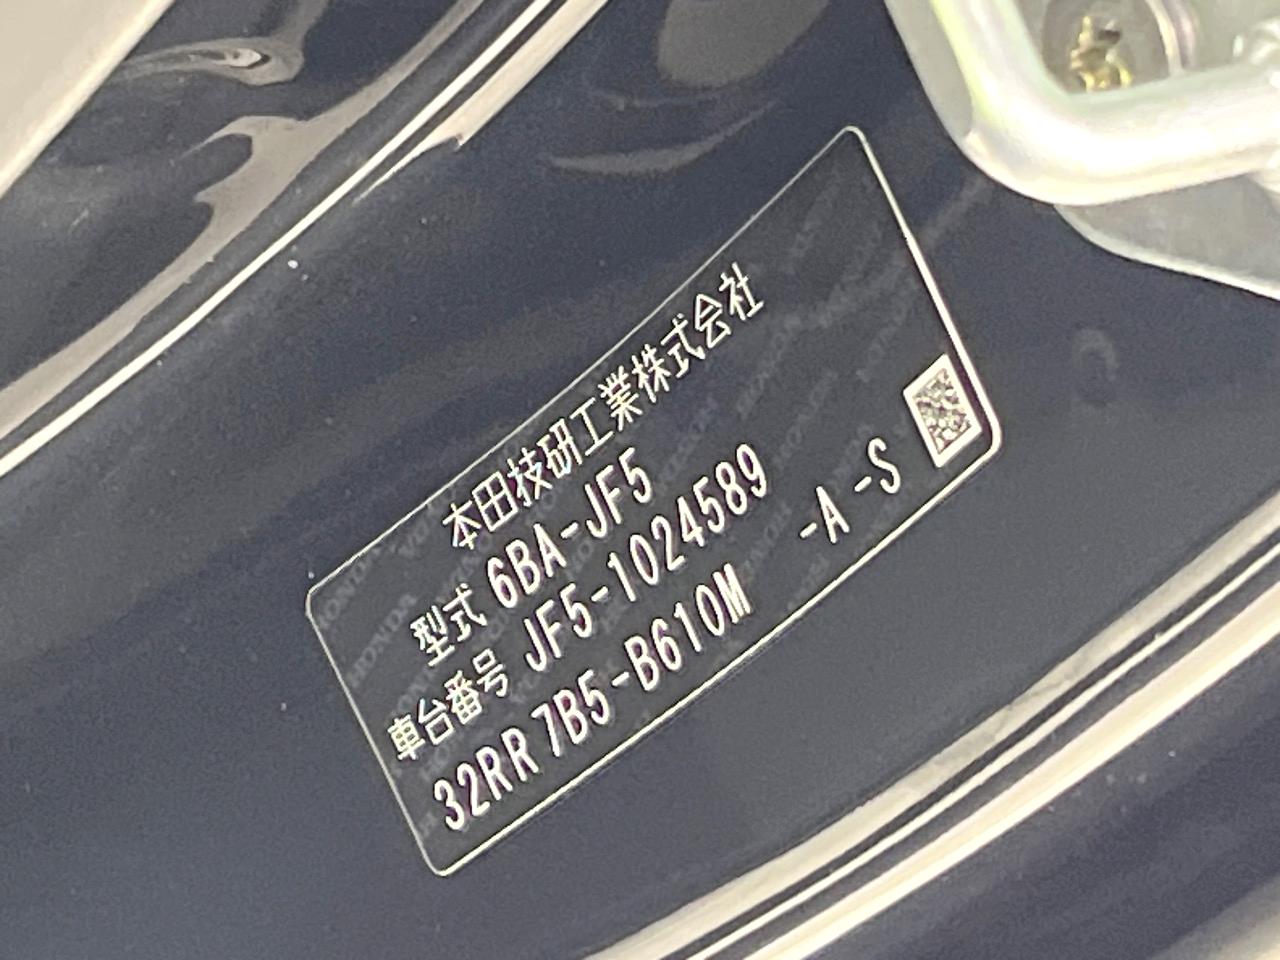 本田技研工業株式会社
型式 6BA-JF5
車台番号 JF5-1024589
32RR 7B5-B610M -A -S